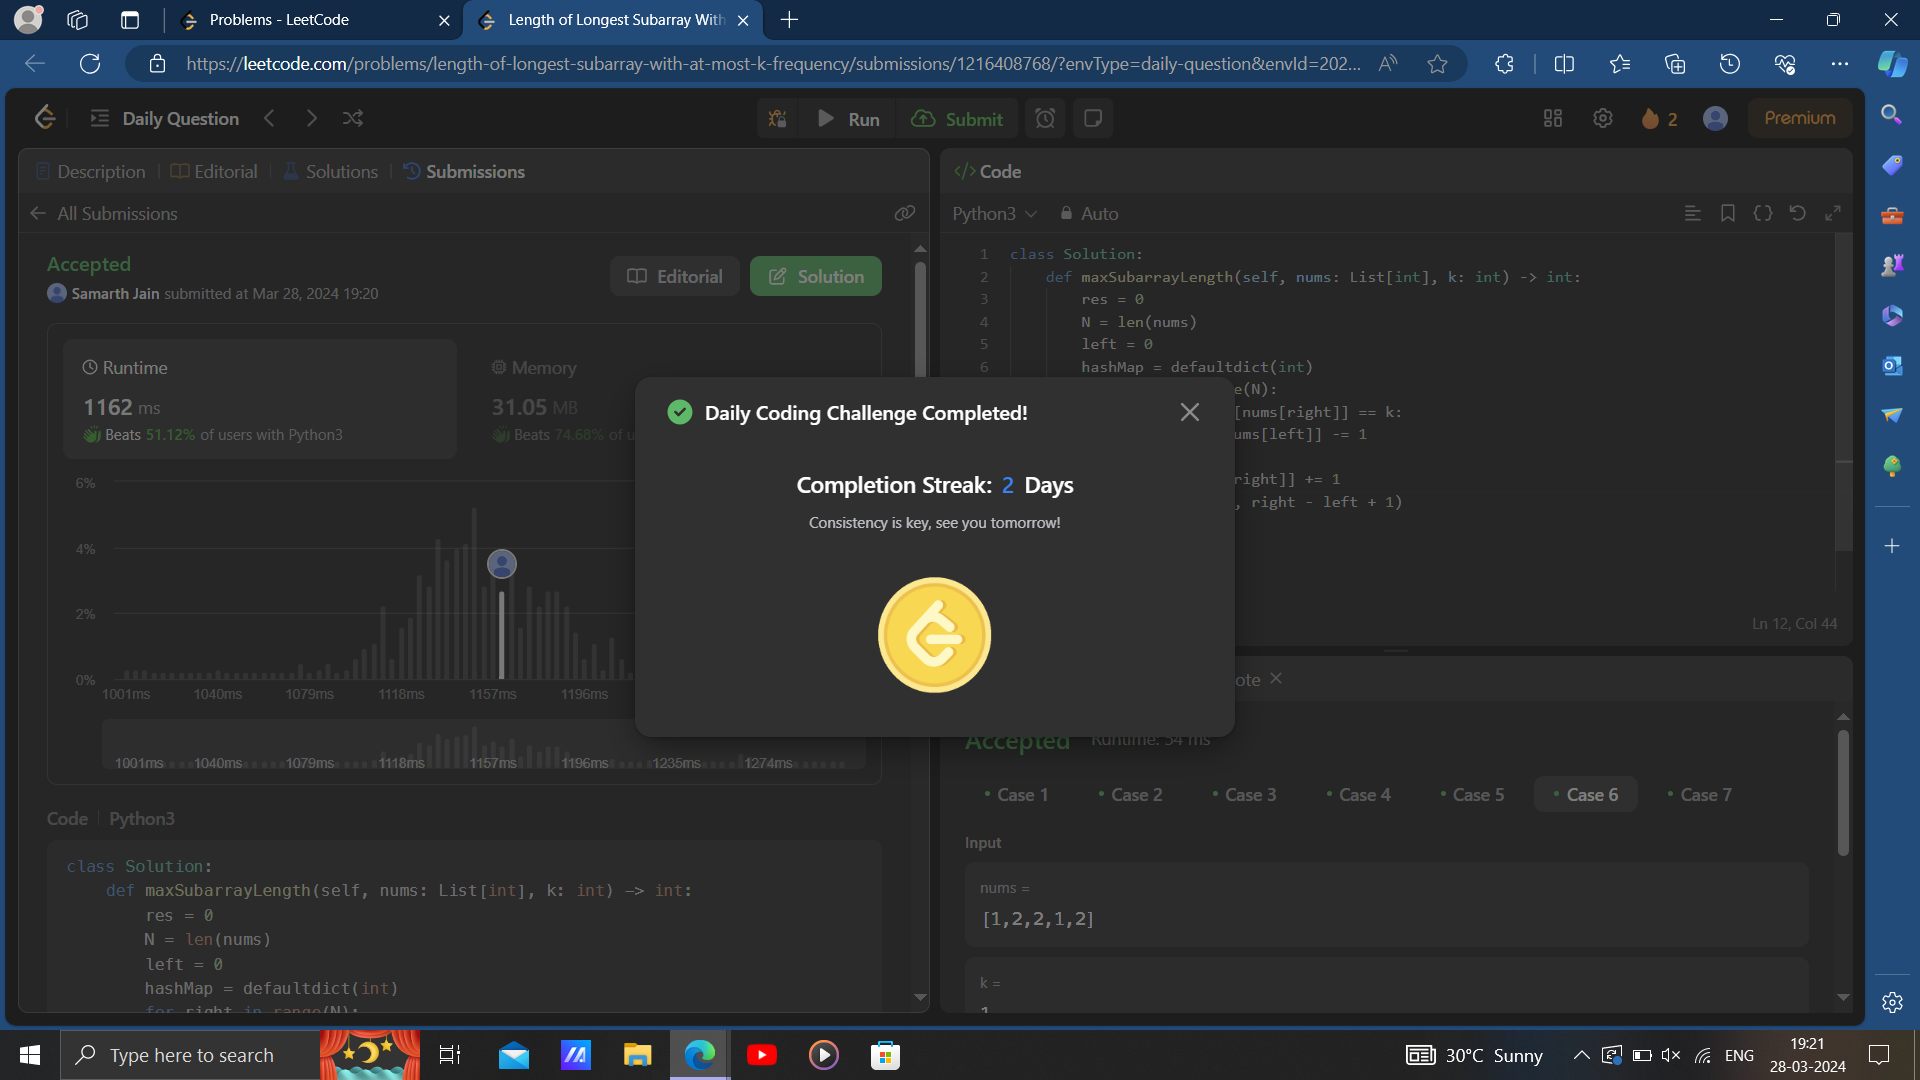 Problems - LeetCode
Length of Longest Subarray With
https://leetcode.com/problems/length-of-longest-subarray-with-at-most-k-frequency/submissions/1216408768/?envType=daily-question&envId=202...
Daily Question
Run
Submit
2
Premium
Description
Editorial
Solutions
Submissions
All Submissions
Accepted
Samarth Jain submitted at Mar 28, 2024 19:20
Editorial
Solution
Runtime
1162 ms
Beats 51.12% of users with Python3
Memory
31.05 MB
Beats 74.68% of u
6%
4%
2%
0%
1001ms 1040ms 1079ms 1118ms 1157ms 1196ms
1001ms 1040ms 1079ms 1118ms 1157ms 1196ms 1235ms 1274ms
Code Python3
class Solution:
def maxSubarrayLength(self, nums: List[int], k: int) -> int:
res = 0
N = len(nums)
left = 0
hashMap = defaultdict(int)
for right in range(N):
Daily Coding Challenge Completed!
Completion Streak: 2 Days
Consistency is key, see you tomorrow!
</> Code
Python3
Auto
1 class Solution:
2 def maxSubarrayLength(self, nums: List[int], k: int) -> int:
3 res = 0
4 N = len(nums)
5 left = 0
6 hashMap = defaultdict(int)
e(N):
[nums[right]] == k:
ums[left]] -= 1
right]] += 1
, right - left + 1)
Ln 12, Col 44
ote
Accepted Runtime: 54 ms
Case 1 Case 2 Case 3 Case 4 Case 5 Case 6 Case 7
Input
nums =
[1,2,2,1,2]
k =
1
Type here to search
30°C Sunny
ENG
19:21
28-03-2024